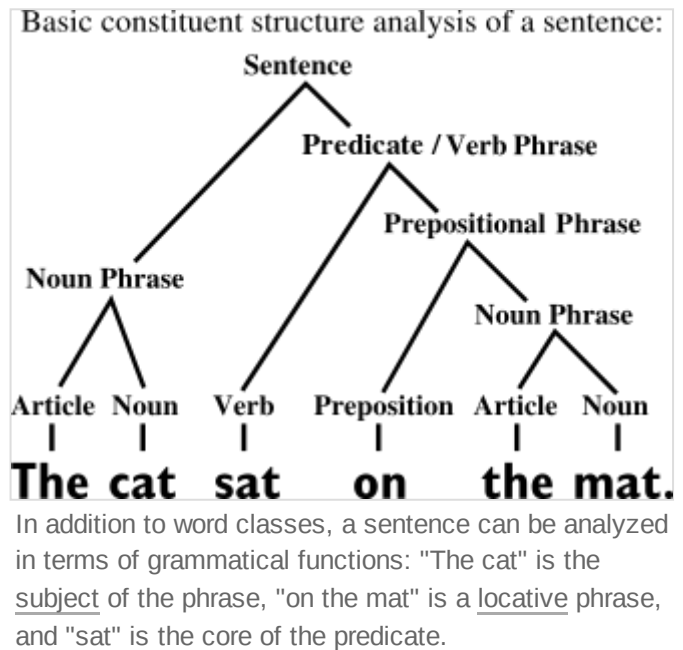 Basic constituent structure analysis of a sentence:
Sentence
Predicate / Verb Phrase
Prepositional Phrase
Noun Phrase
Noun Phrase
Article Noun Verb Preposition Article Noun
The cat sat on the mat.
In addition to word classes, a sentence can be analyzed
in terms of grammatical functions: "The cat" is the
subject of the phrase, "on the mat" is a locative phrase,
and "sat" is the core of the predicate.